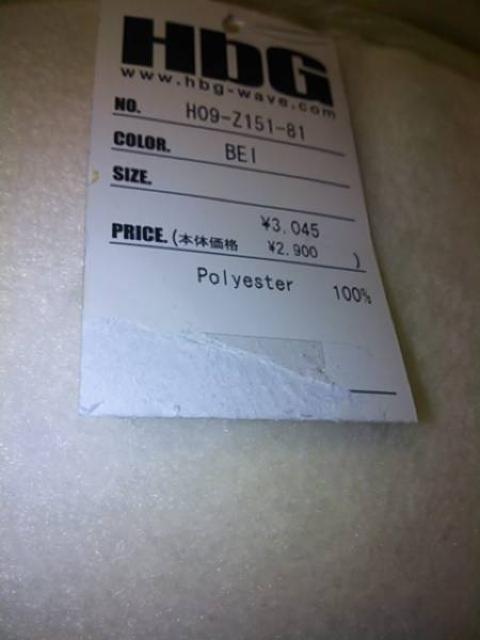 HbG
www.hbg-wave.com
NO. H09-Z151-81
COLOR. BEI
SIZE.
¥3,045
PRICE. (本体価格 ¥2,900 )
Polyester 100%